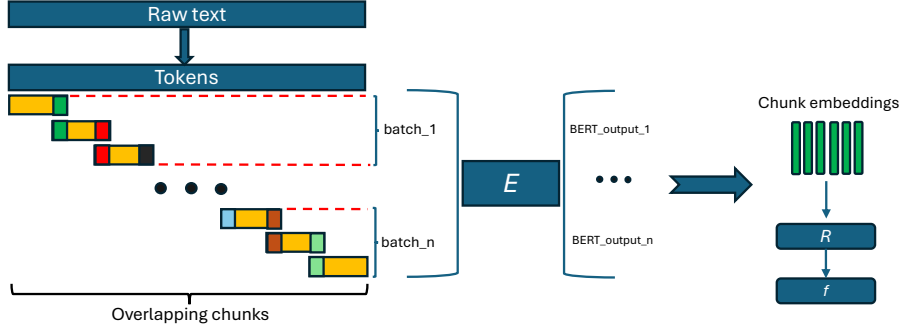 Raw text
Tokens
batch_1
batch_n
Overlapping chunks
E
BERT_output_1
BERT_output_n
Chunk embeddings
R
f